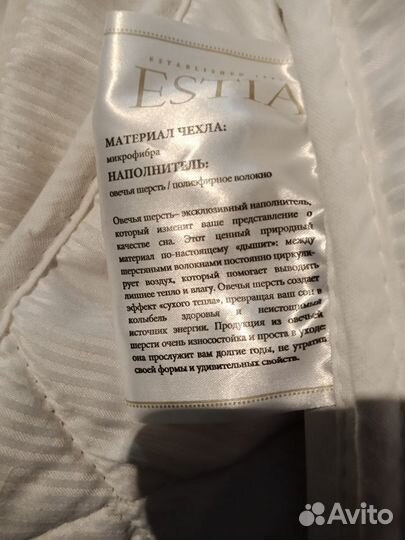 ESTABLISHED
ESTIA
МАТЕРИАЛ ЧЕХЛА:
микрофибра
НАПОЛНИТЕЛЬ:
овечья шерсть / полиэфирное волокно
Овечья шерсть– эксклюзивный наполнитель,
который изменит ваше представление о
качестве сна. Этот ценный природный
материал по-настоящему «дышит»: между
шерстяными волокнами постоянно циркули-
рует воздух, который помогает выводить
лишнее тепло и влагу. Овечья шерсть создает
эффект «сухого тепла», превращая ваш сон в
колыбель здоровья и неистощимый
источник энергии. Продукция из овечьей
шерсти очень износостойка и проста в уходе:
она прослужит вам долгие годы, не утратив
своей формы и удивительных свойств.
Avito